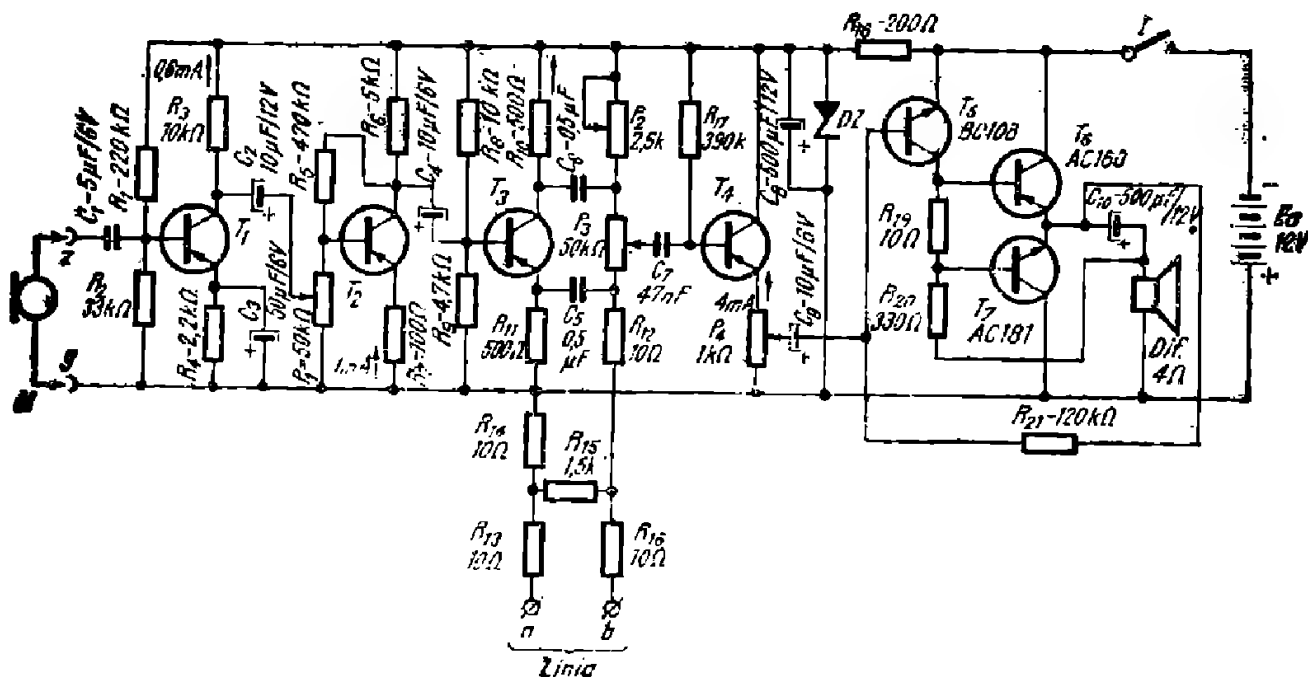 0,6mA
R3
10kΩ
C1-5µF/6V
R1-220kΩ
R2
33kΩ
T1
R4-2,2kΩ
C2
10µF/12V
C3
50µF/6V
R5-470kΩ
P1-50kΩ
R6-5kΩ
T2
R7-100Ω
C4-10µF/6V
R8-10kΩ
R9-4,7kΩ
R10-500Ω
T3
R11
500Ω
C6-0,5µF
C5
0,5
µF
P2
2,5k
P3
50kΩ
R12
10Ω
C7
47nF
R17
390k
T4
4mA
P4
1kΩ
C8-500µF/12V
DZ
C9-10µF/6V
R18-200Ω
T5
BC108
R19
10Ω
R20
330Ω
T6
AC180
T7
AC181
C10-500µF/
12V
Dif.
4Ω
R21-120kΩ
I
12V
R14
10Ω
R15
1,5k
R13
10Ω
R16
10Ω
a
b
Linia